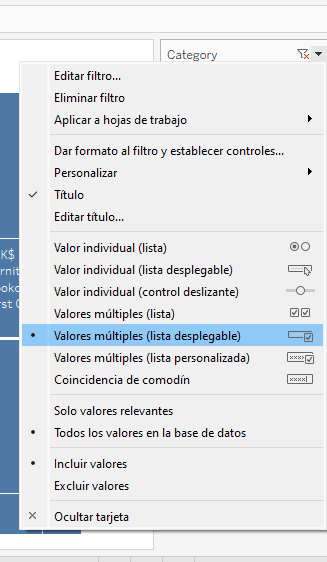 Category
Editar filtro...
Eliminar filtro
Aplicar a hojas de trabajo
Dar formato al filtro y establecer controles...
Personalizar
Título
Editar título...
K$
Valor individual (lista)
Valor individual (lista desplegable)
Valor individual (control deslizante)
Valores múltiples (lista)
Valores múltiples (lista desplegable)
Valores múltiples (lista personalizada)
Coincidencia de comodín
Solo valores relevantes
Todos los valores en la base de datos
Incluir valores
Excluir valores
Ocultar tarjeta